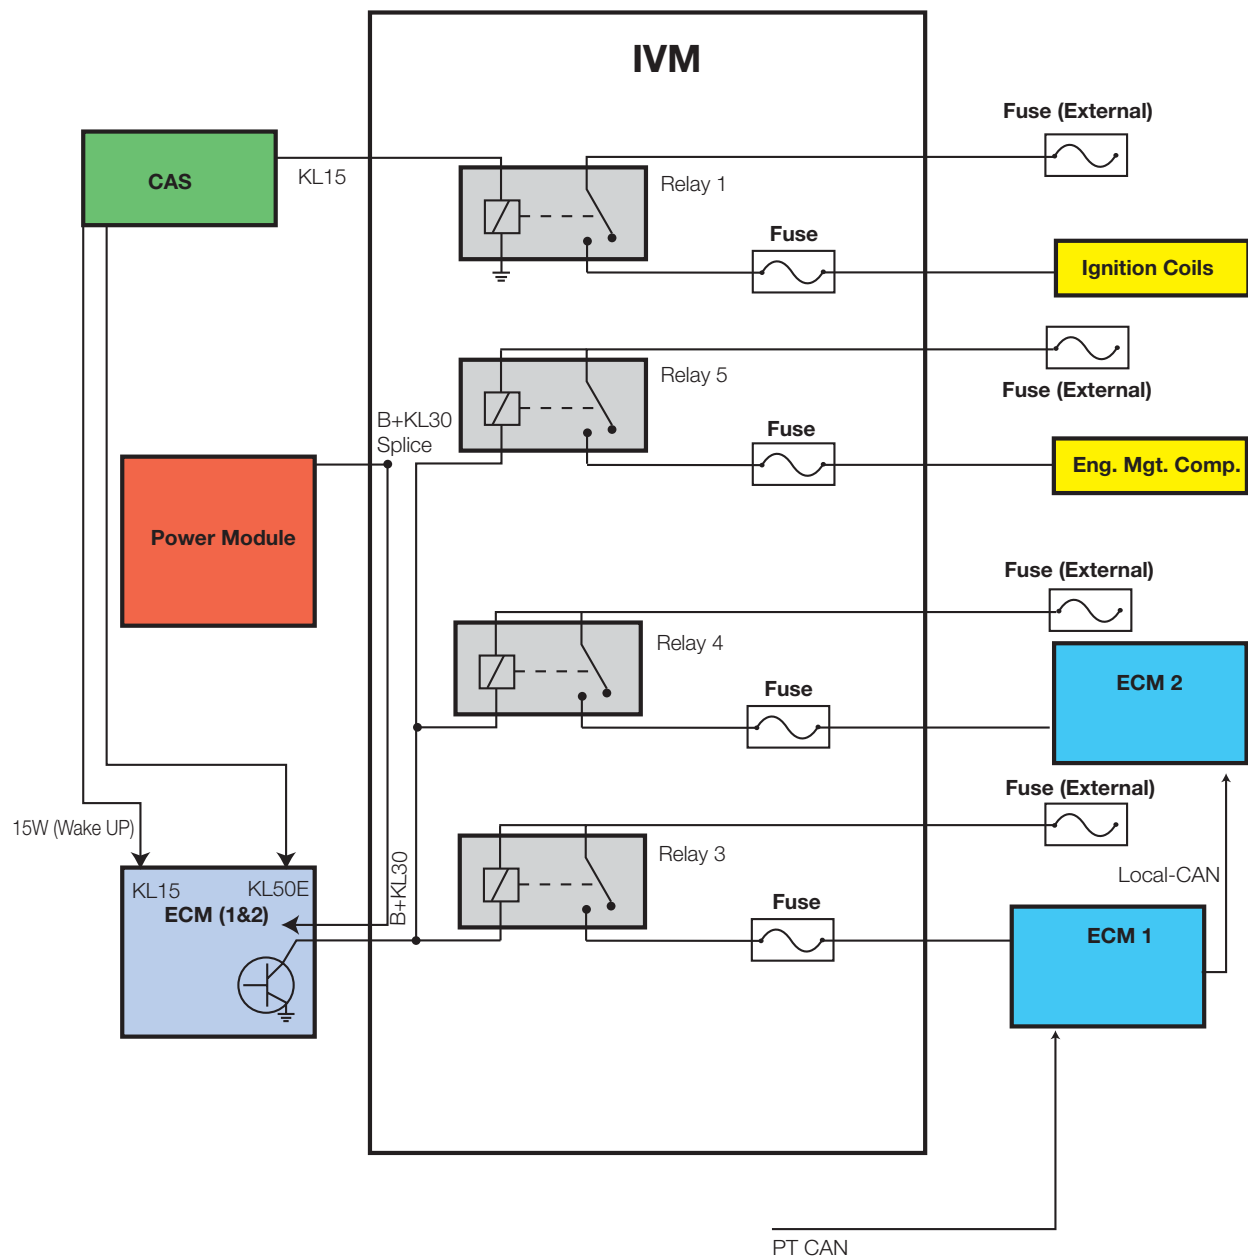 IVM
Fuse (External)
CAS
KL15
Relay 1
Fuse
Ignition Coils
Relay 5
Fuse (External)
B+KL30
Splice
Fuse
Eng. Mgt. Comp.
Power Module
Fuse (External)
Relay 4
ECM 2
Fuse
Fuse (External)
15W (Wake UP)
Relay 3
Local-CAN
KL15
KL50E
ECM (1&2)
B+KL30
Fuse
ECM 1
PT CAN